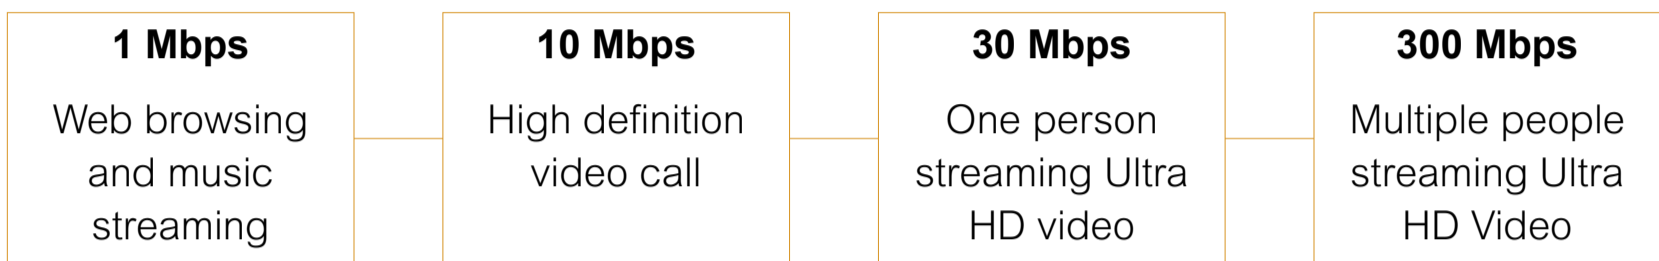 1 Mbps
Web browsing
and music
streaming
10 Mbps
High definition
video call
30 Mbps
One person
streaming Ultra
HD video
300 Mbps
Multiple people
streaming Ultra
HD Video